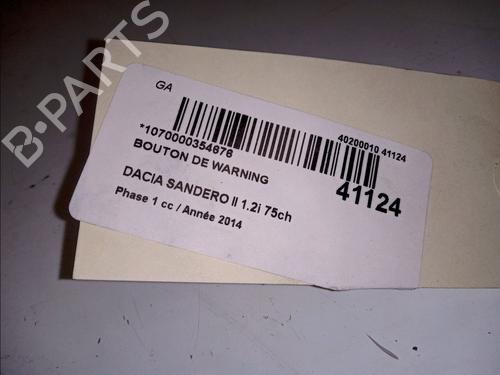 B-PARTS
GA
*1070000354676
BOUTON DE WARNING
40200010 41124
41124
DACIA SANDERO II 1.2i 75ch
Phase 1 cc / Année 2014